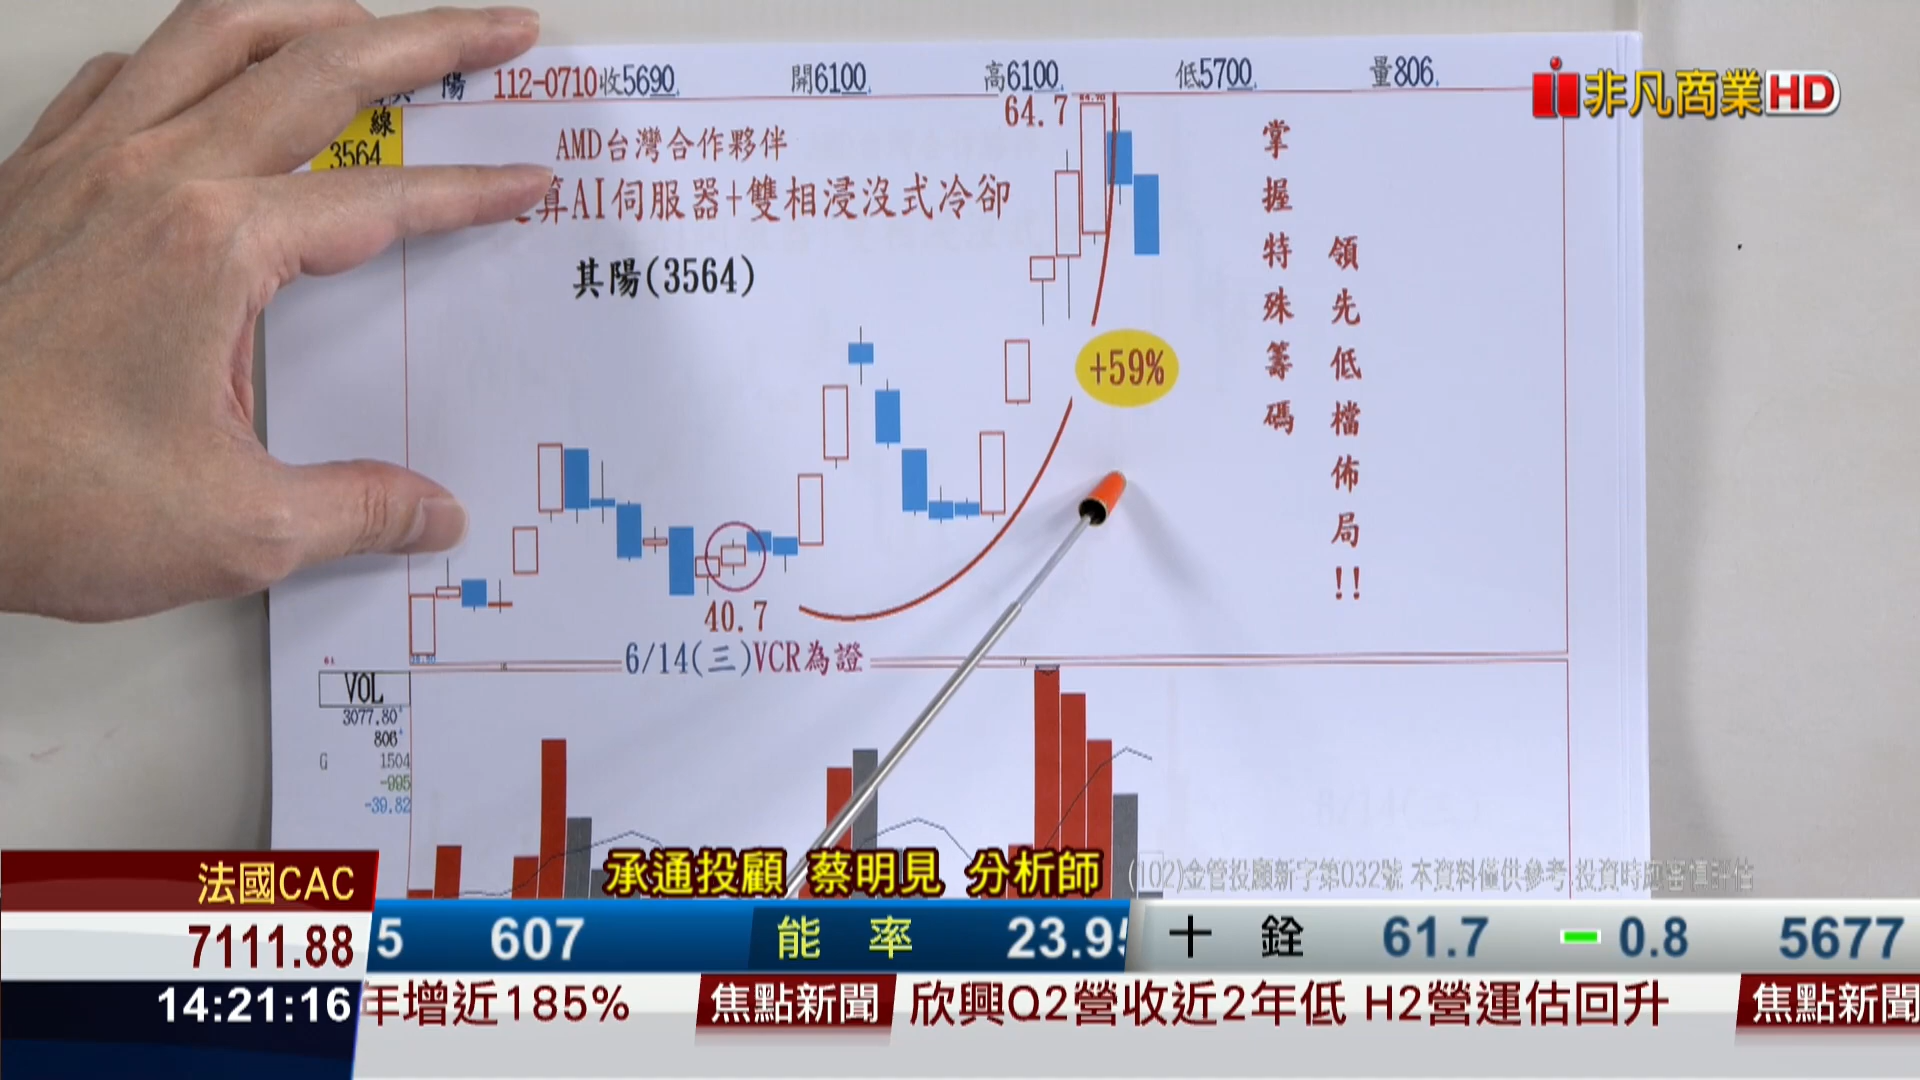 陽 112-0710收5690. 開6100. 高6100. 低5700. 量806.
非凡商業HD
線
3564
64.7
AMD台灣合作夥伴
算AI伺服器+雙相浸沒式冷卻
其陽(3564)
掌握特殊籌碼
領先低檔佈局!!
+59%
40.7
6/14(三)VCR為證
VOL
3077.80
806
G 1504
-995
-39.82
承通投顧 蔡明見 分析師
(102)金管投顧新字第032號 本資料僅供參考 投資時應審慎評估
法國CAC
7111.88
14:21:16
5 607 能率 23.95 十銓 61.7 0.8 5677
年增近185% 焦點新聞 欣興Q2營收近2年低 H2營運估回升 焦點新聞